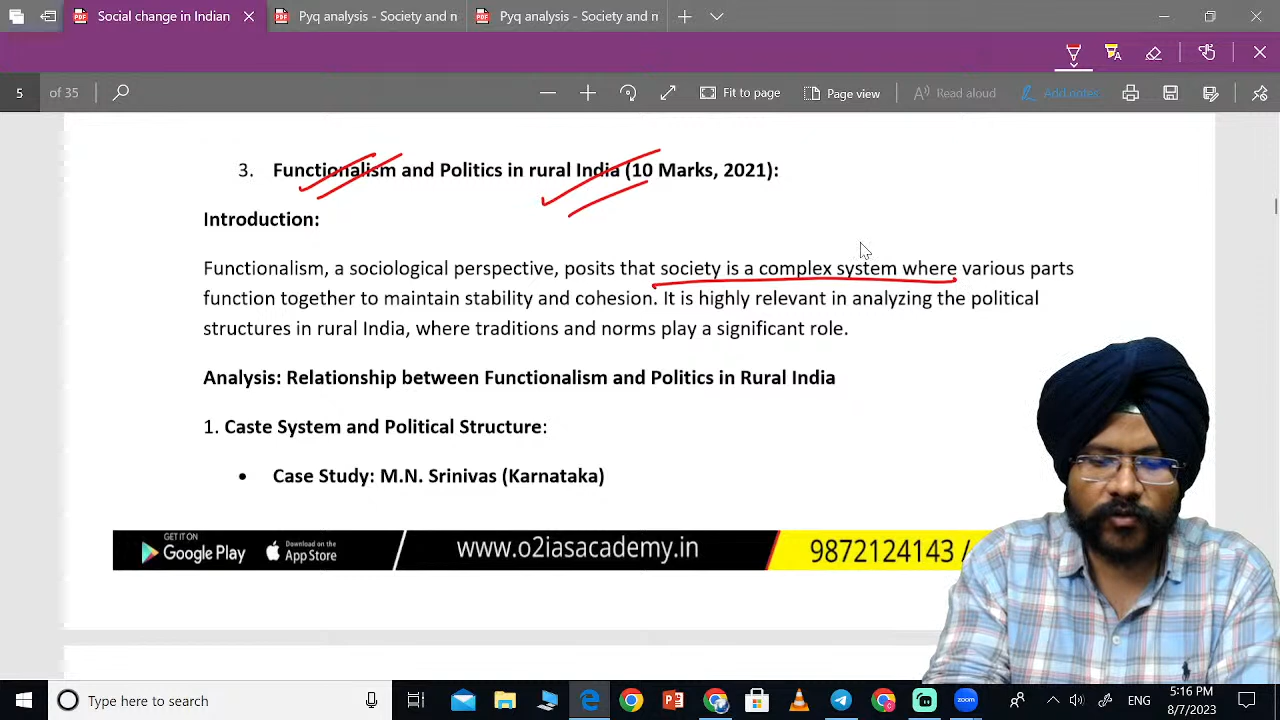 Social change in
Pyq analysis - Society and n
Pyq analysis - Society and n
5 of 35
Fit to page
Page view
Read aloud
Add notes
3. Functionalism and Politics in rural India (10 Marks, 2021):
Introduction:
Functionalism, a sociological perspective, posits that society is a complex system where various parts
function together to maintain stability and cohesion. It is highly relevant in analyzing the political
structures in rural India, where traditions and norms play a significant role.
Analysis: Relationship between Functionalism and Politics in Rural India
1. Caste System and Political Structure:
• Case Study: M.N. Srinivas (Karnataka)
GET IT ON
Google Play
Download on the
App Store
www.o2iasacademy.in
9872124143 /
Type here to search
ENG
5:16 PM
8/7/2023
zoom